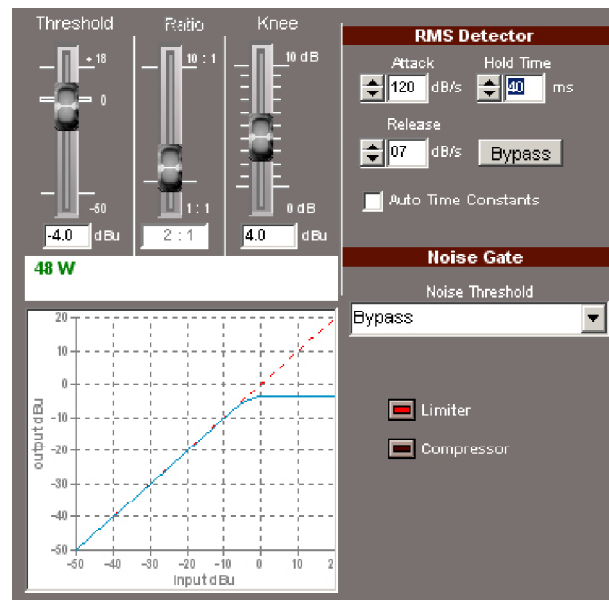 Threshold
Ratio
Knee
+ 18
0
-50
-4.0 dBu
10 : 1
1 : 1
2 : 1
10 dB
0 dB
4.0 dBu
48 W
RMS Detector
Attack
Hold Time
120 dB/s
40 ms
Release
07 dB/s
Bypass
Auto Time Constants
Noise Gate
Noise Threshold
Bypass
Limiter
Compressor
20
10
0
-10
-20
-30
-40
-50
output dBu
-50 -40 -30 -20 -10 0 10 2
Input dBu